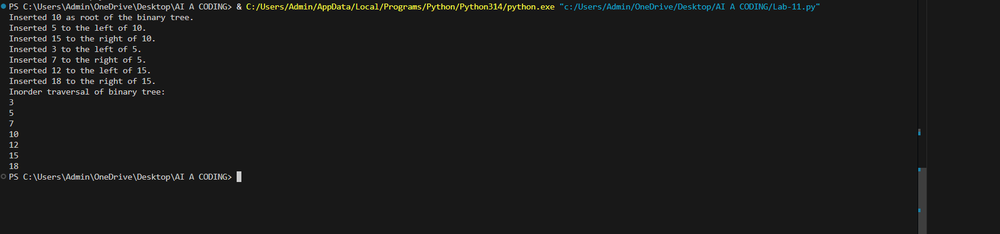 PS C:\Users\Admin\OneDrive\Desktop\AI A CODING> & C:/Users/Admin/AppData/Local/Programs/Python/Python314/python.exe "c:/Users/Admin/OneDrive/Desktop/AI A CODING/Lab-11.py"
Inserted 10 as root of the binary tree.
Inserted 5 to the left of 10.
Inserted 15 to the right of 10.
Inserted 3 to the left of 5.
Inserted 7 to the right of 5.
Inserted 12 to the left of 15.
Inserted 18 to the right of 15.
Inorder traversal of binary tree:
3
5
7
10
12
15
18
PS C:\Users\Admin\OneDrive\Desktop\AI A CODING>